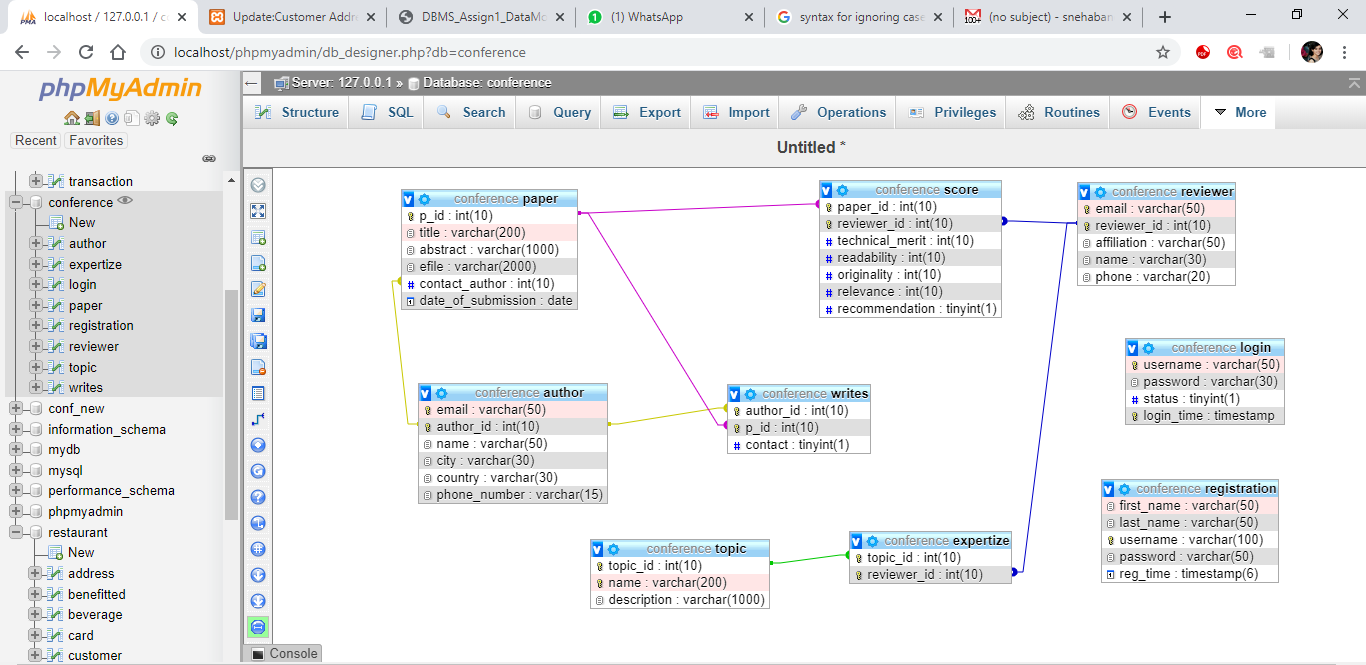 localhost / 127.0.0.1 / c
Update:Customer Addr
DBMS_Assign1_DataMo
(1) WhatsApp
syntax for ignoring case
(no subject) - snehaban
localhost/phpmyadmin/db_designer.php?db=conference
phpMyAdmin
Recent
Favorites
transaction
conference
New
author
expertize
login
paper
registration
reviewer
topic
writes
conf_new
information_schema
mydb
mysql
performance_schema
phpmyadmin
restaurant
New
address
benefitted
beverage
card
customer
Server: 127.0.0.1 » Database: conference
Structure
SQL
Search
Query
Export
Import
Operations
Privileges
Routines
Events
More
Untitled *
conference paper
p_id : int(10)
title : varchar(200)
abstract : varchar(1000)
efile : varchar(2000)
contact_author : int(10)
date_of_submission : date
conference score
paper_id : int(10)
reviewer_id : int(10)
technical_merit : int(10)
readability : int(10)
originality : int(10)
relevance : int(10)
recommendation : tinyint(1)
conference reviewer
email : varchar(50)
reviewer_id : int(10)
affiliation : varchar(50)
name : varchar(30)
phone : varchar(20)
conference login
username : varchar(50)
password : varchar(30)
status : tinyint(1)
login_time : timestamp
conference author
email : varchar(50)
author_id : int(10)
name : varchar(50)
city : varchar(30)
country : varchar(30)
phone_number : varchar(15)
conference writes
author_id : int(10)
p_id : int(10)
contact : tinyint(1)
conference registration
first_name : varchar(50)
last_name : varchar(50)
username : varchar(100)
password : varchar(50)
reg_time : timestamp(6)
conference topic
topic_id : int(10)
name : varchar(200)
description : varchar(1000)
conference expertize
topic_id : int(10)
reviewer_id : int(10)
Console